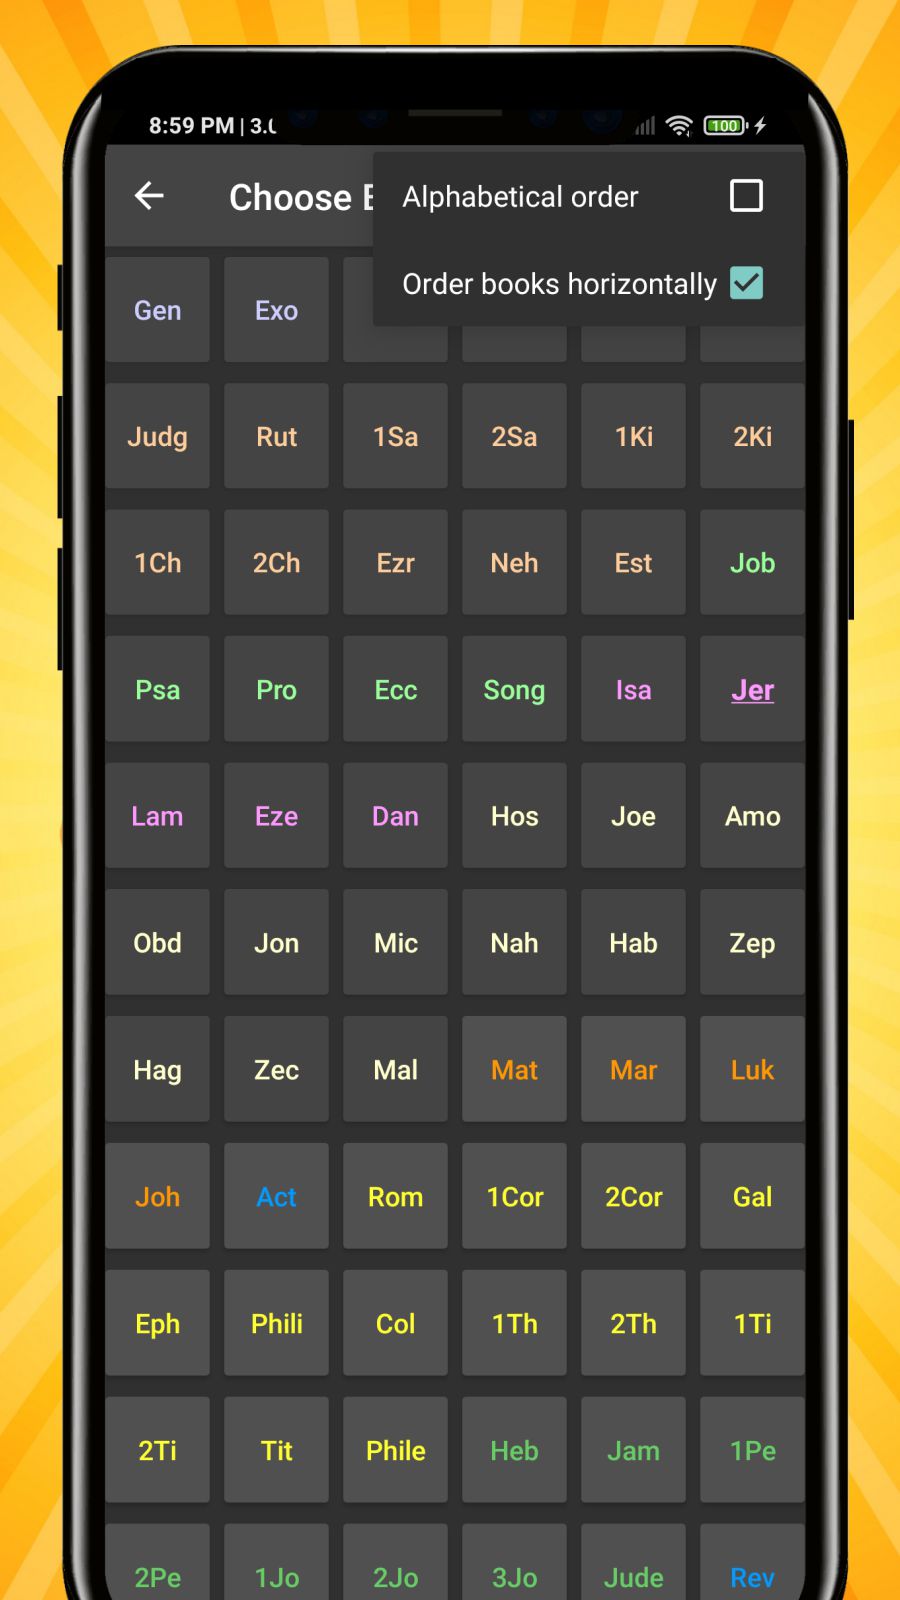 8:59 PM | 3.0
100
Choose
Alphabetical order
Order books horizontally
Gen Exo
Judg Rut 1Sa 2Sa 1Ki 2Ki
1Ch 2Ch Ezr Neh Est Job
Psa Pro Ecc Song Isa Jer
Lam Eze Dan Hos Joe Amo
Obd Jon Mic Nah Hab Zep
Hag Zec Mal Mat Mar Luk
Joh Act Rom 1Cor 2Cor Gal
Eph Phili Col 1Th 2Th 1Ti
2Ti Tit Phile Heb Jam 1Pe
2Pe 1Jo 2Jo 3Jo Jude Rev